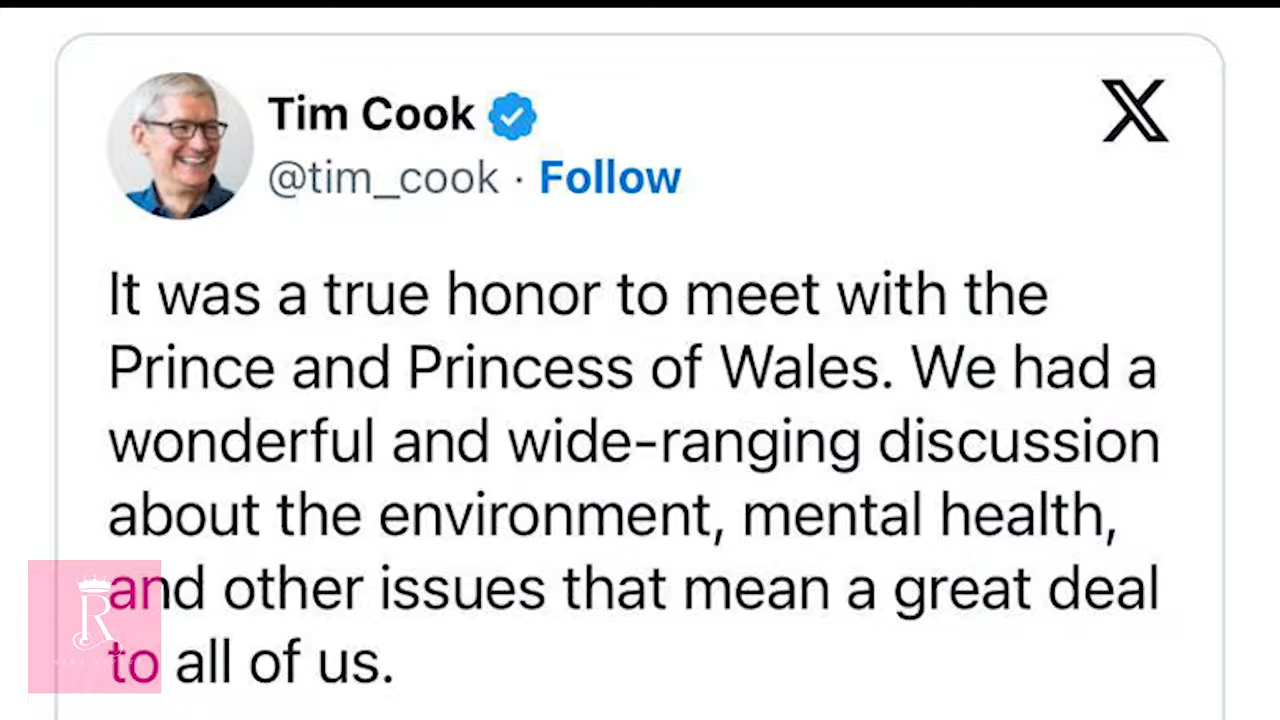 Tim Cook
@tim_cook · Follow
It was a true honor to meet with the
Prince and Princess of Wales. We had a
wonderful and wide-ranging discussion
about the environment, mental health,
and other issues that mean a great deal
to all of us.
R